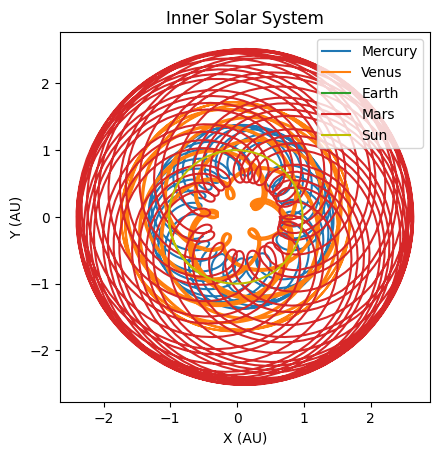 Inner Solar System
Mercury
Venus
Earth
Mars
Sun
2
1
0
−1
−2
Y (AU)
−2
−1
0
1
2
X (AU)